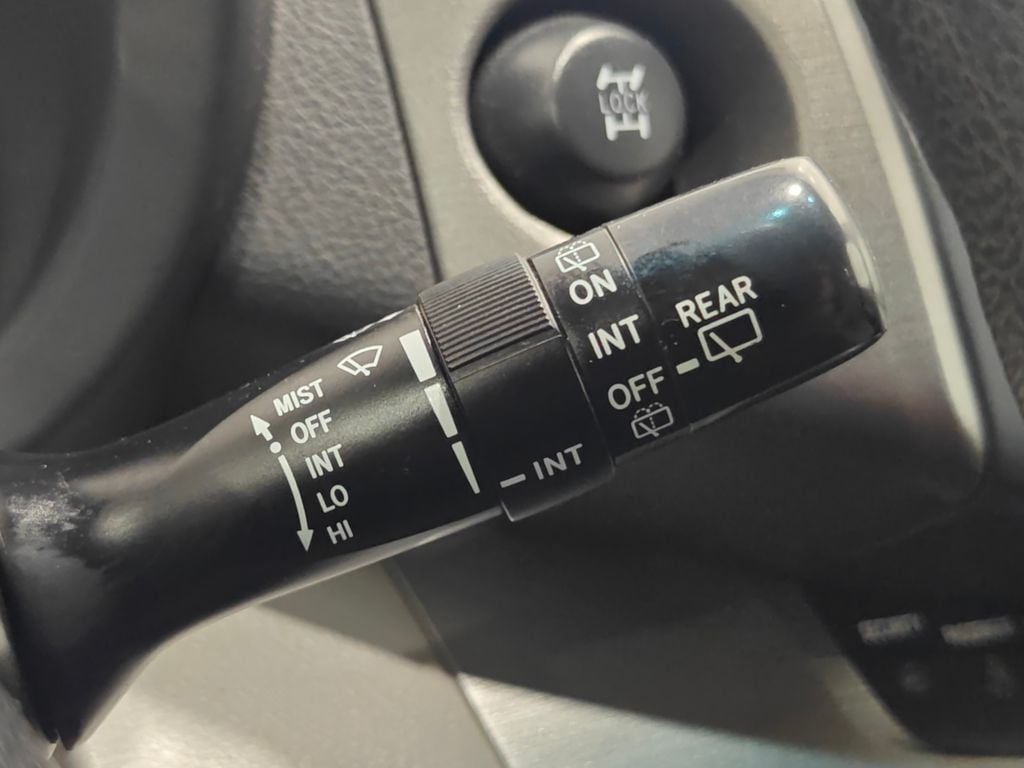 LOCK
ON
INT
OFF
REAR
MIST
OFF
INT
LO
HI
INT